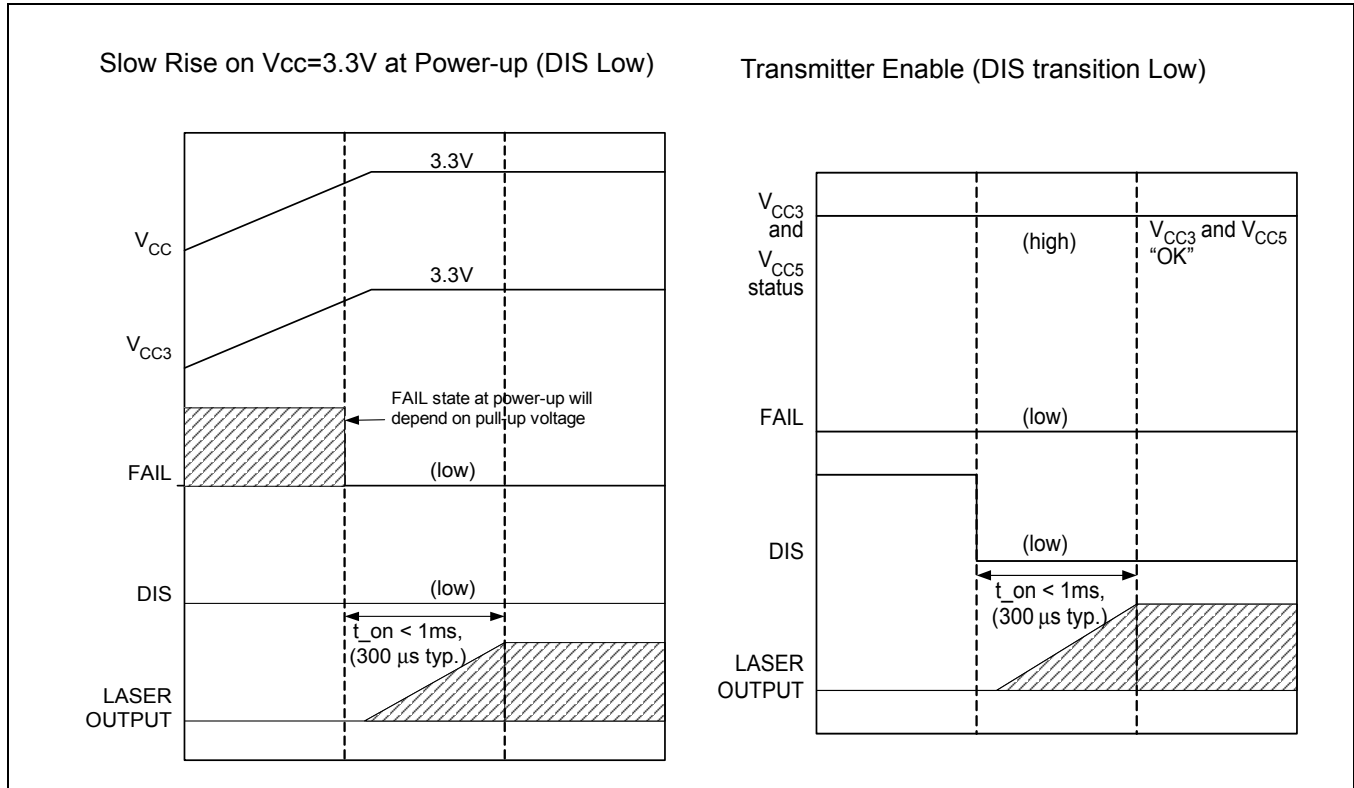 Slow Rise on Vcc=3.3V at Power-up (DIS Low)
3.3V
VCC
3.3V
VCC3
FAIL state at power-up will
depend on pull-up voltage
FAIL
(low)
DIS
(low)
t_on < 1ms,
(300 µs typ.)
LASER
OUTPUT
Transmitter Enable (DIS transition Low)
VCC3
and
VCC5
status
(high)
VCC3 and VCC5
“OK”
FAIL
(low)
DIS
(low)
t_on < 1ms,
(300 µs typ.)
LASER
OUTPUT